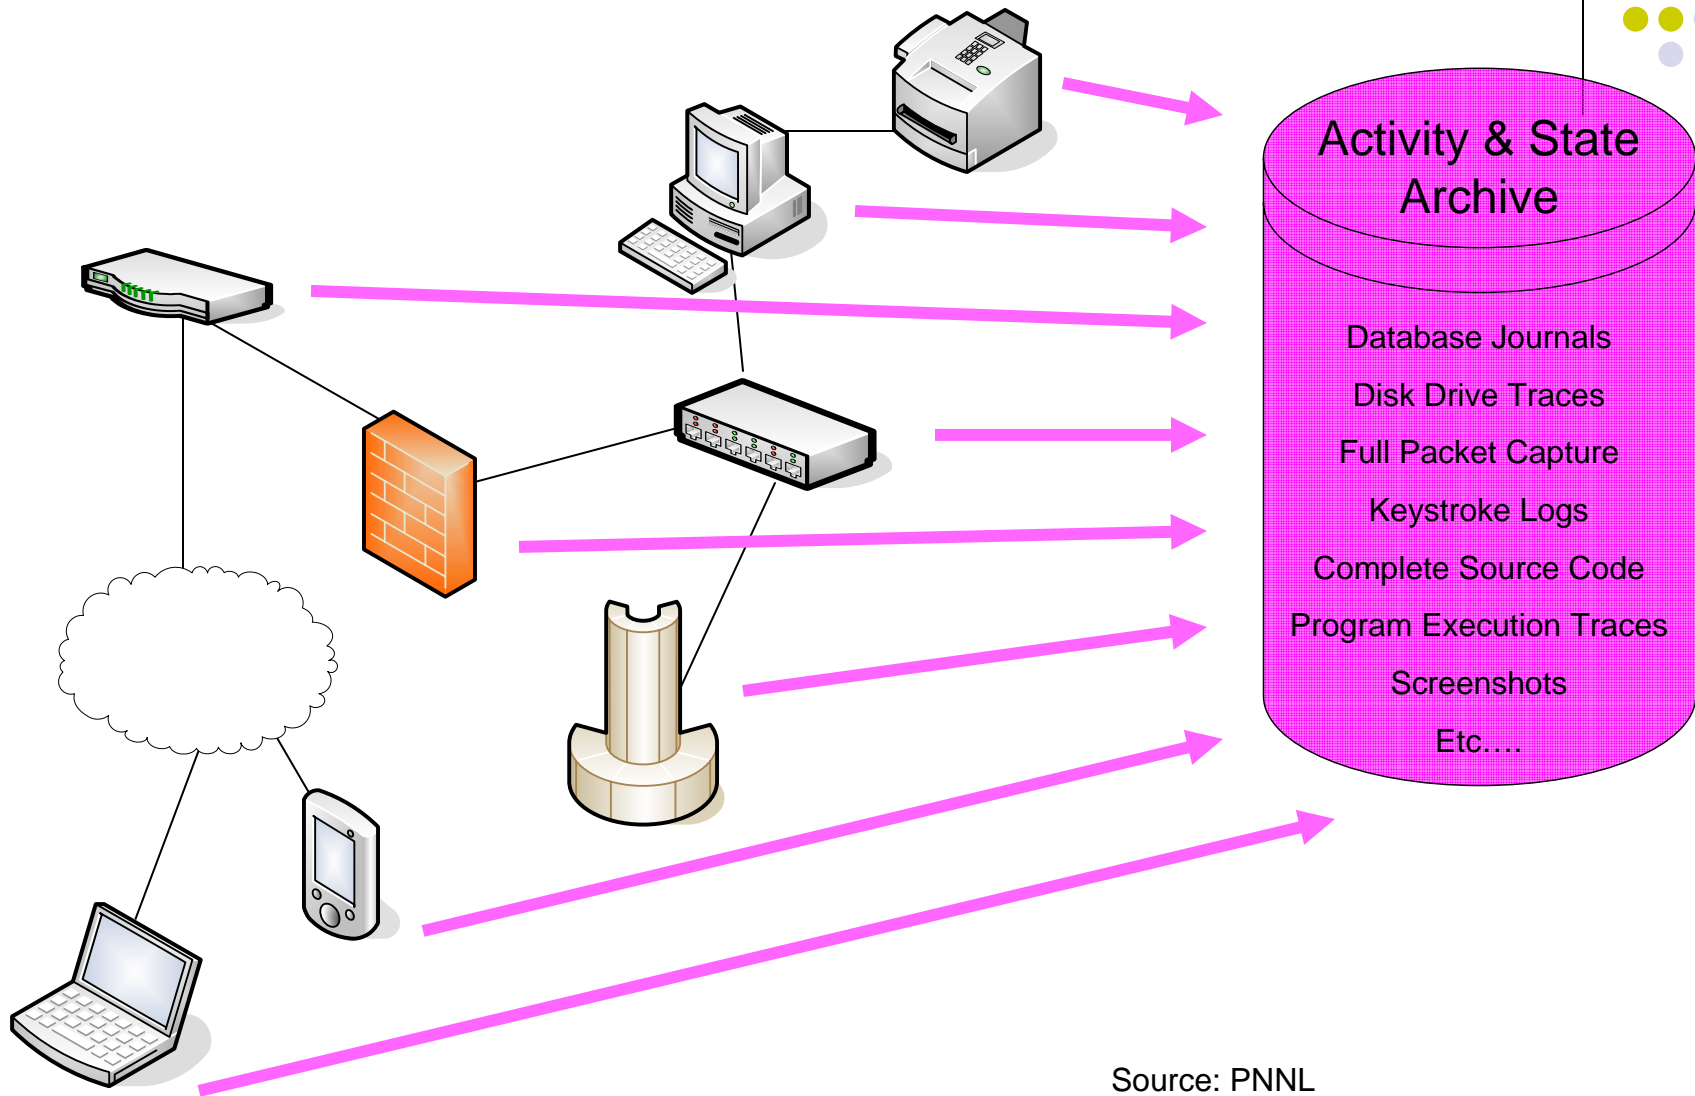 Activity & State
Archive
Database Journals
Disk Drive Traces
Full Packet Capture
Keystroke Logs
Complete Source Code
Program Execution Traces
Screenshots
Etc....
Source: PNNL